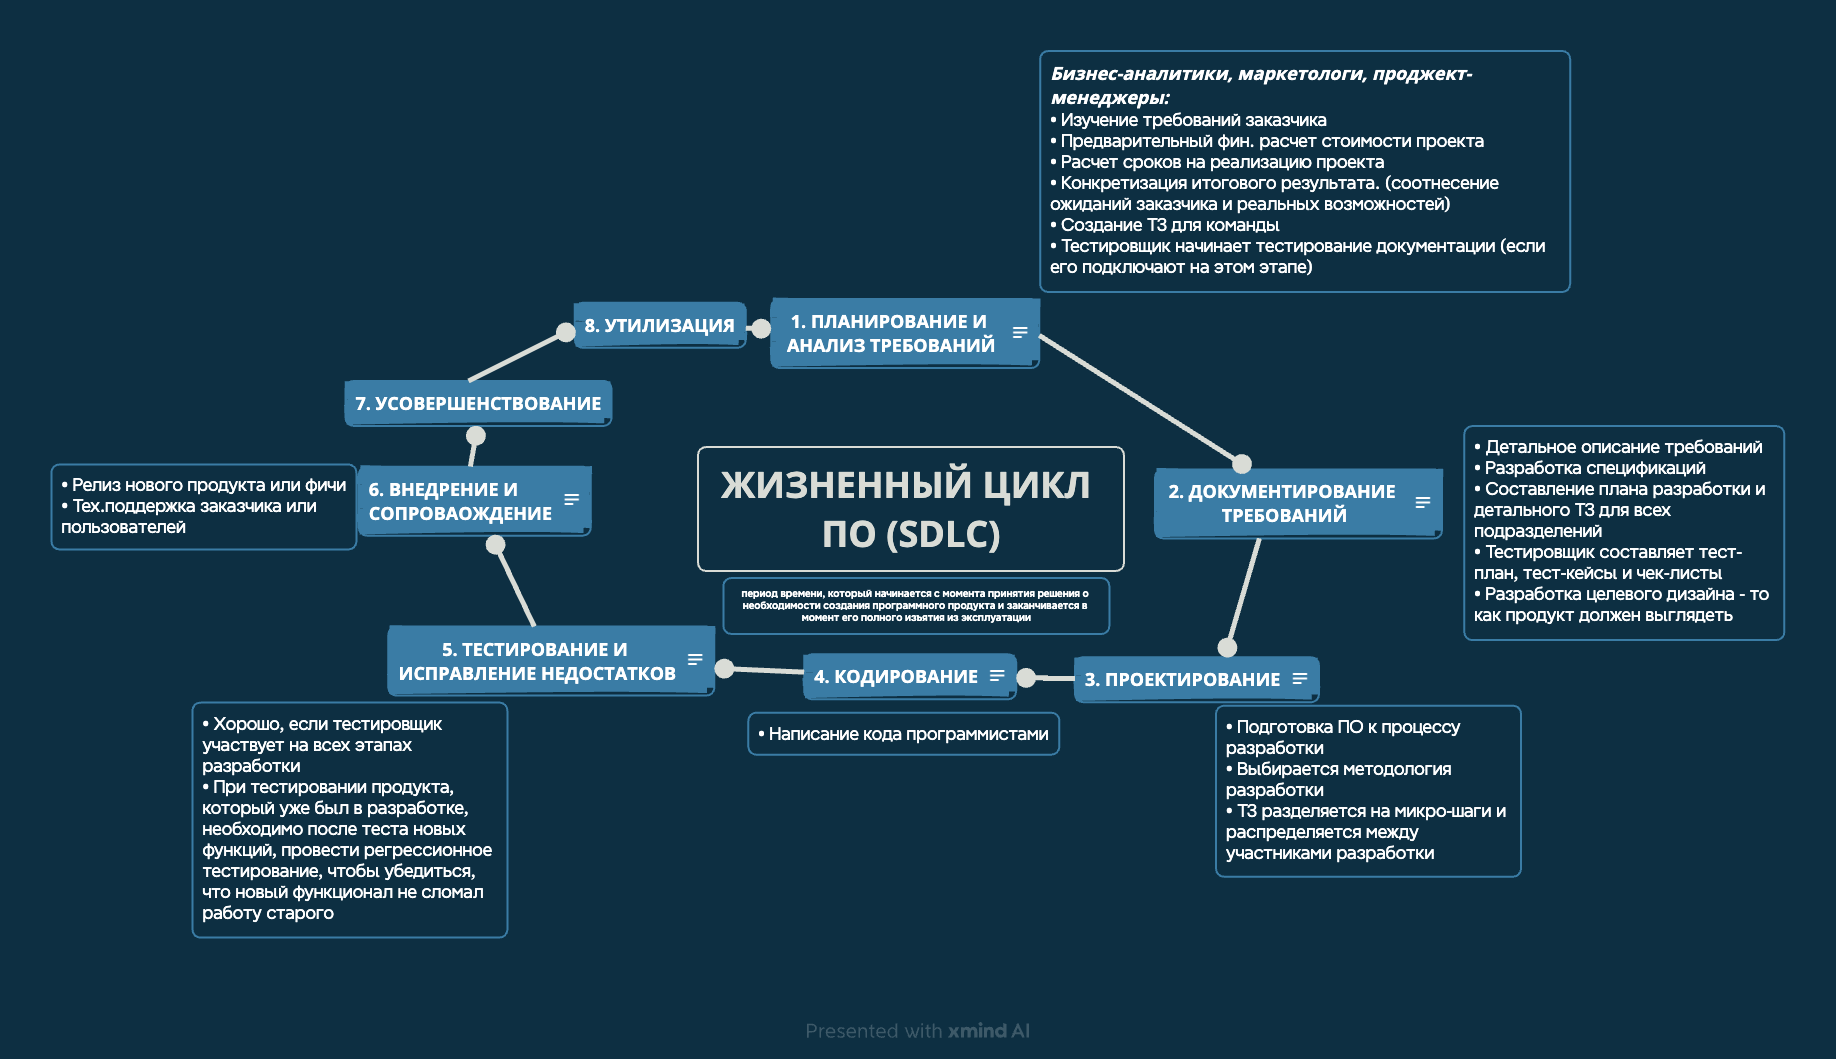 ЖИЗНЕННЫЙ ЦИКЛ
ПО (SDLC)
период времени, который начинается с момента принятия решения о
необходимости создания программного продукта и заканчивается в
момент его полного изьятия из эксплуатации
1. ПЛАНИРОВАНИЕ И
АНАЛИЗ ТРЕБОВАНИЙ
Бизнес-аналитики, маркетологи, проджект-
менеджеры:
• Изучение требований заказчика
• Предварительный фин. расчет стоимости проекта
• Расчет сроков на реализацию проекта
• Конкретизация итогового результата. (соотнесение
ожиданий заказчика и реальных возможностей)
• Создание ТЗ для команды
• Тестировщик начинает тестирование документации (если
его подключают на этом этапе)
2. ДОКУМЕНТИРОВАНИЕ
ТРЕБОВАНИЙ
• Детальное описание требований
• Разработка спецификаций
• Составление плана разработки и
детального ТЗ для всех
подразделений
• Тестировщик составляет тест-
план, тест-кейсы и чек-листы
• Разработка целевого дизайна - то
как продукт должен выглядеть
3. ПРОЕКТИРОВАНИЕ
• Подготовка ПО к процессу
разработки
• Выбирается методология
разработки
• ТЗ разделяется на микро-шаги и
распределяется между
участниками разработки
4. КОДИРОВАНИЕ
• Написание кода программистами
5. ТЕСТИРОВАНИЕ И
ИСПРАВЛЕНИЕ НЕДОСТАТКОВ
• Хорошо, если тестировщик
участвует на всех этапах
разработки
• При тестировании продукта,
который уже был в разработке,
необходимо после теста новых
функций, провести регрессионное
тестирование, чтобы убедиться,
что новый функционал не сломал
работу старого
6. ВНЕДРЕНИЕ И
СОПРОВАОЖДЕНИЕ
• Релиз нового продукта или фичи
• Тех.поддержка заказчика или
пользователей
7. УСОВЕРШЕНСТВОВАНИЕ
8. УТИЛИЗАЦИЯ
Presented with xmind AI